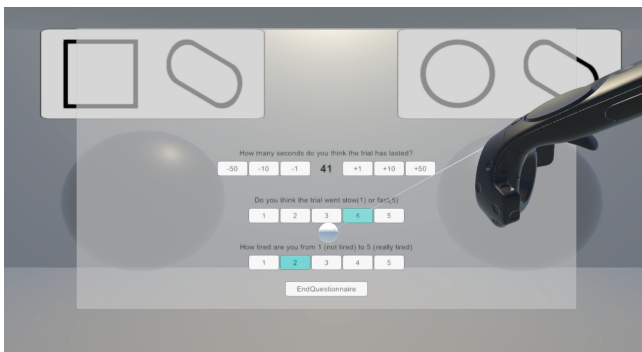 How many seconds do you think the trial has lasted?
-50 -10 -1 41 +1 +10 +50
Do you think the trial went slow(1) or fast(5)
1 2 3 4 5
How tired are you from 1 (not tired) to 5 (really tired)
1 2 3 4 5
EndQuestionnaire